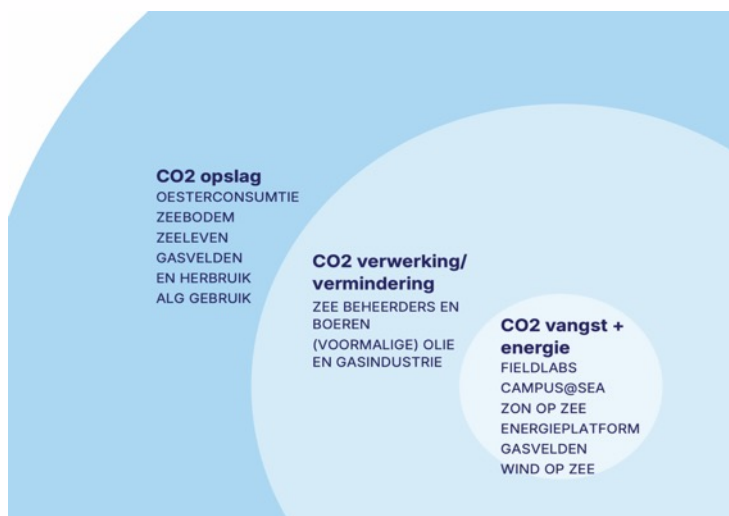 CO2 opslag
OESTERCONSUMTIE
ZEEBODEM
ZEELEVEN
GASVELDEN
EN HERBRUIK
ALG GEBRUIK
CO2 verwerking/
vermindering
ZEE BEHEERDERS EN
BOEREN
(VOORMALIGE) OLIE
EN GASINDUSTRIE
CO2 vangst +
energie
FIELDLABS
CAMPUS@SEA
ZON OP ZEE
ENERGIEPLATFORM
GASVELDEN
WIND OP ZEE